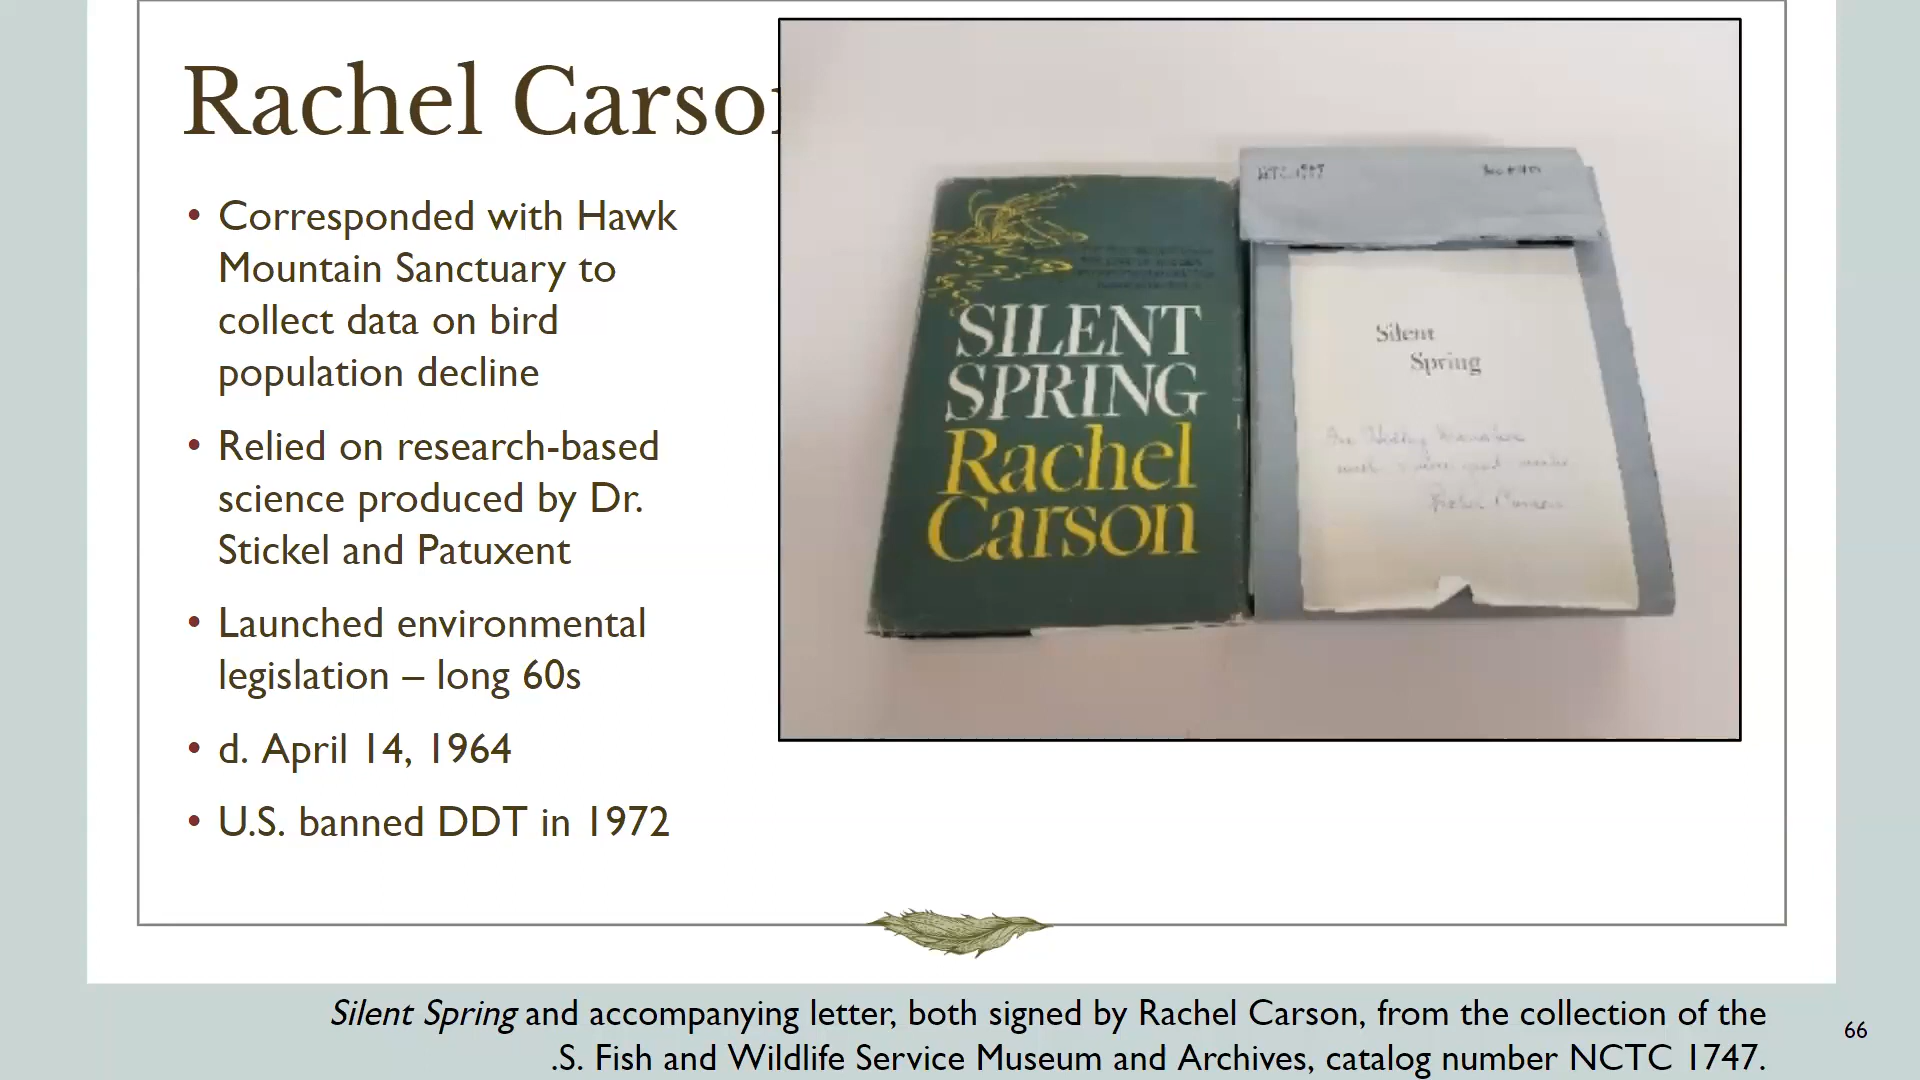 Rachel Carso
• Corresponded with Hawk
Mountain Sanctuary to
collect data on bird
population decline
• Relied on research-based
science produced by Dr.
Stickel and Patuxent
• Launched environmental
legislation – long 60s
• d. April 14, 1964
• U.S. banned DDT in 1972
SILENT
SPRING
Rachel
Carson
Silent
Spring
Silent Spring and accompanying letter, both signed by Rachel Carson, from the collection of the
.S. Fish and Wildlife Service Museum and Archives, catalog number NCTC 1747.
66